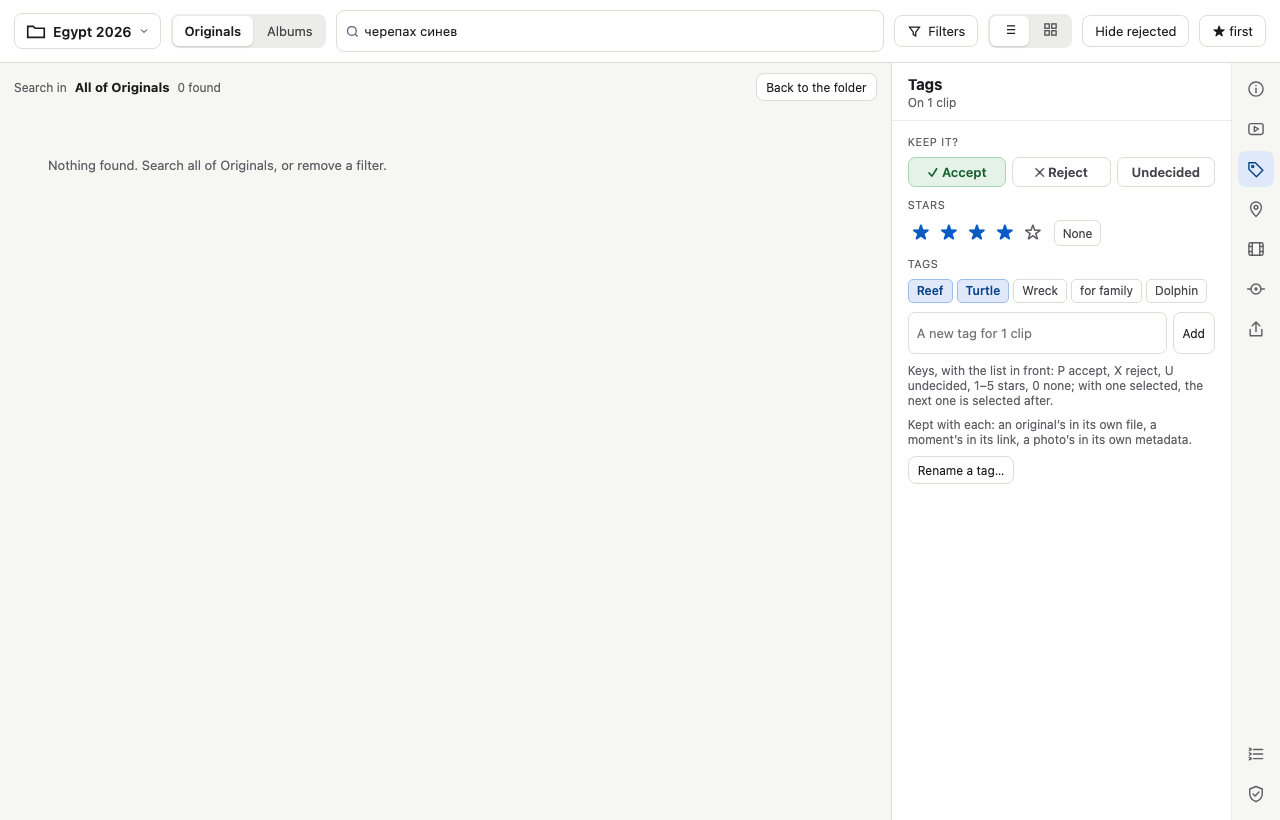 Egypt 2026
Originals
Albums
черепах синев
Filters
Hide rejected
★ first
Search in All of Originals 0 found
Back to the folder
Nothing found. Search all of Originals, or remove a filter.
Tags
On 1 clip
KEEP IT?
Accept
Reject
Undecided
STARS
None
TAGS
Reef
Turtle
Wreck
for family
Dolphin
A new tag for 1 clip
Add
Keys, with the list in front: P accept, X reject, U
undecided, 1–5 stars, 0 none; with one selected, the
next one is selected after.
Kept with each: an original’s in its own file, a
moment’s in its link, a photo’s in its own metadata.
Rename a tag…